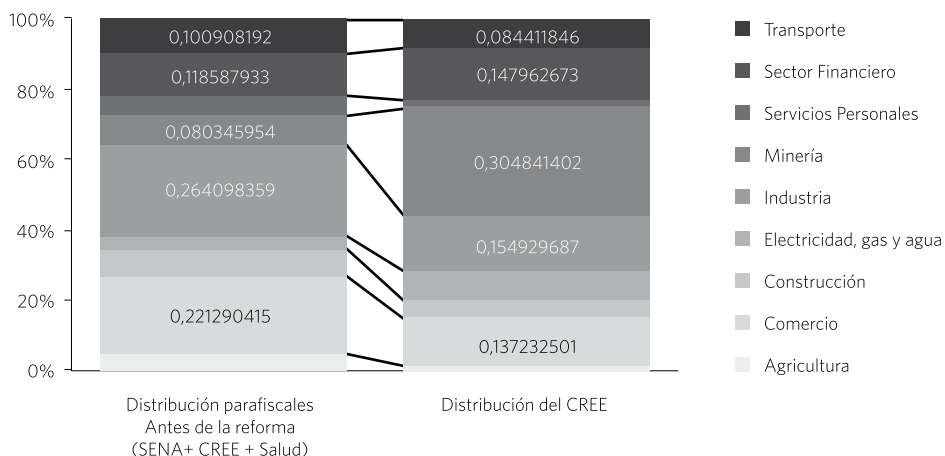 100%
80%
60%
40%
20%
0%
0,100908192
0,118587933
0,080345954
0,264098359
0,221290415
0,084411846
0,147962673
0,304841402
0,154929687
0,137232501
Distribución parafiscales
Antes de la reforma
(SENA+ CREE + Salud)
Distribución del CREE
Transporte
Sector Financiero
Servicios Personales
Minería
Industria
Electricidad, gas y agua
Construcción
Comercio
Agricultura